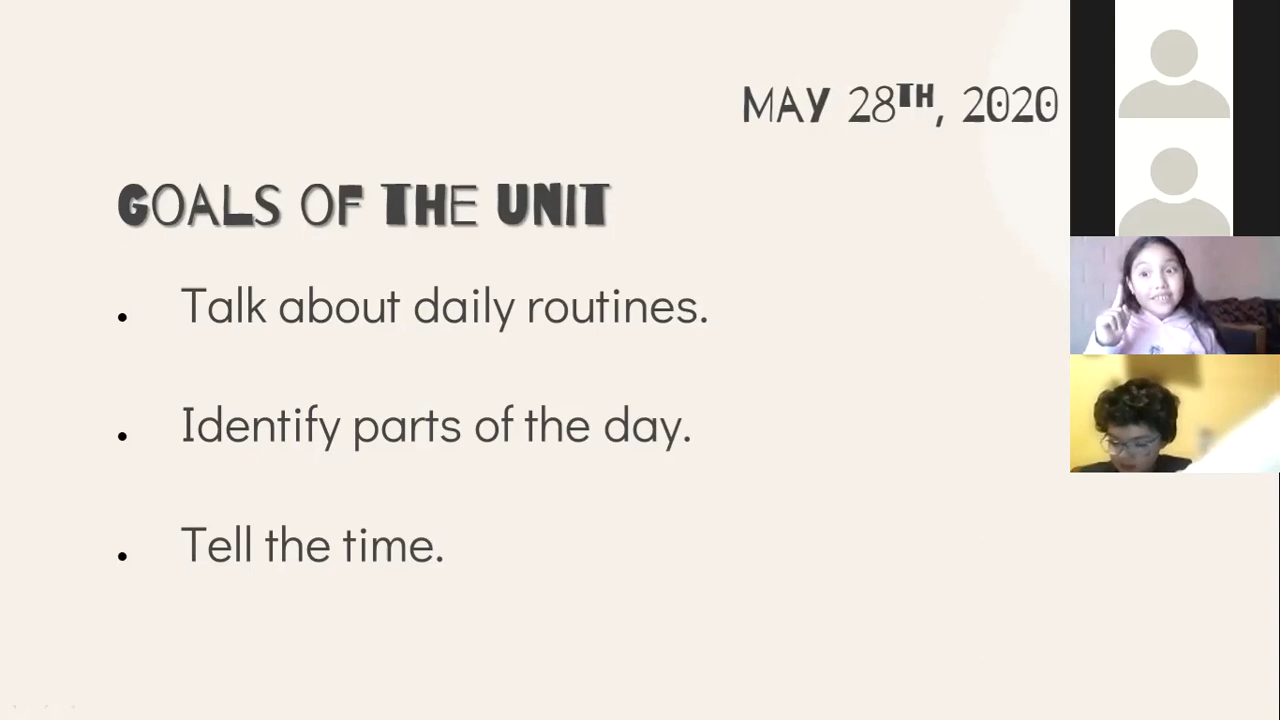 MAY 28TH, 2020
GOALS OF THE UNIT
Talk about daily routines.
Identify parts of the day.
Tell the time.